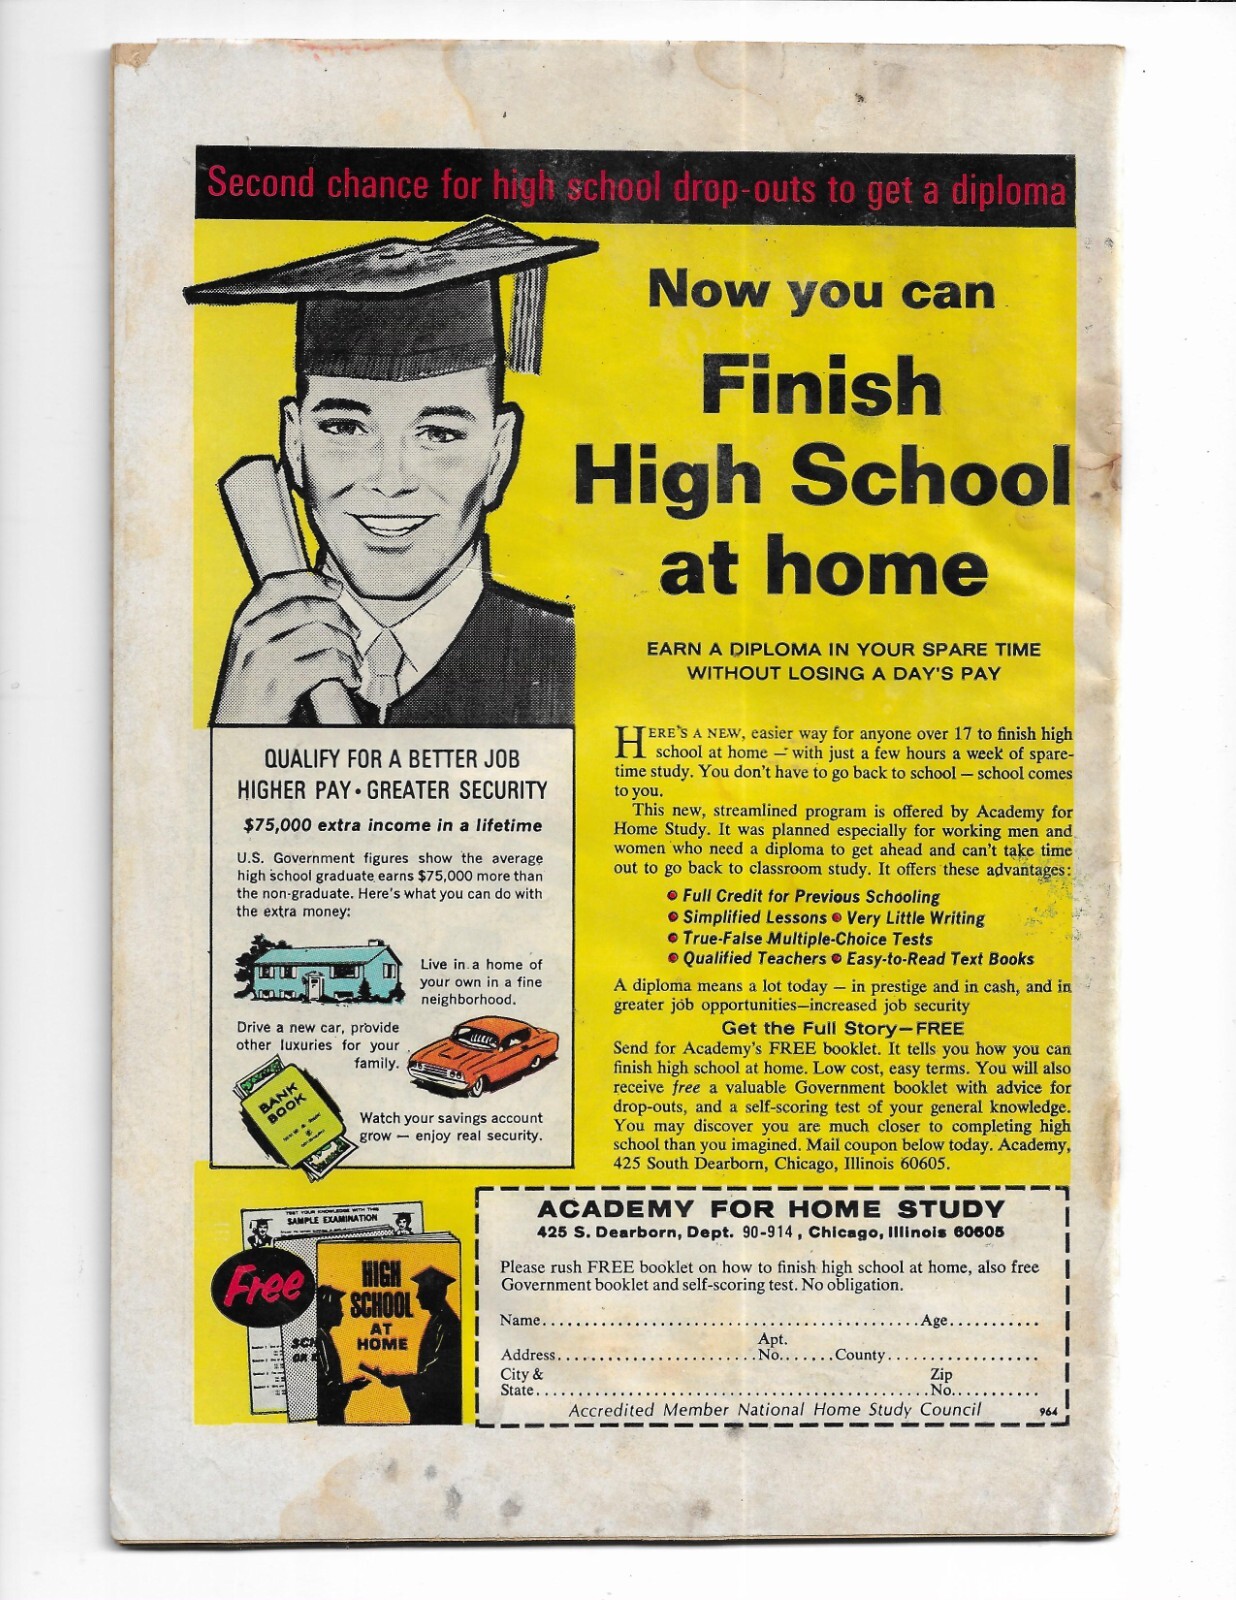 Second chance for high school drop-outs to get a diploma
Now you can
Finish
High School
at home
EARN A DIPLOMA IN YOUR SPARE TIME
WITHOUT LOSING A DAY'S PAY
HERE'S A NEW, easier way for anyone over 17 to finish high
school at home — with just a few hours a week of spare-
time study. You don't have to go back to school — school comes
to you.
This new, streamlined program is offered by Academy for
Home Study. It was planned especially for working men and
women who need a diploma to get ahead and can't take time
out to go back to classroom study. It offers these advantages:
• Full Credit for Previous Schooling
• Simplified Lessons • Very Little Writing
• True-False Multiple-Choice Tests
• Qualified Teachers • Easy-to-Read Text Books
A diploma means a lot today — in prestige and in cash, and in
greater job opportunities—increased job security
Get the Full Story—FREE
Send for Academy's FREE booklet. It tells you how you can
finish high school at home. Low cost, easy terms. You will also
receive free a valuable Government booklet with advice for
drop-outs, and a self-scoring test of your general knowledge.
You may discover you are much closer to completing high
school than you imagined. Mail coupon below today. Academy,
425 South Dearborn, Chicago, Illinois 60605.
QUALIFY FOR A BETTER JOB
HIGHER PAY • GREATER SECURITY
$75,000 extra income in a lifetime
U.S. Government figures show the average
high school graduate earns $75,000 more than
the non-graduate. Here's what you can do with
the extra money:
Live in a home of
your own in a fine
neighborhood.
Drive a new car, provide
other luxuries for your
family.
BANK
BOOK
Watch your savings account
grow — enjoy real security.
TEST YOUR KNOWLEDGE WITH THIS
SAMPLE EXAMINATION
Free
HIGH
SCHOOL
AT
HOME
ACADEMY FOR HOME STUDY
425 S. Dearborn, Dept. 90-914, Chicago, Illinois 60605
Please rush FREE booklet on how to finish high school at home, also free
Government booklet and self-scoring test. No obligation.
Name Age
Apt.
Address No. County
City & Zip
State No.
Accredited Member National Home Study Council 964